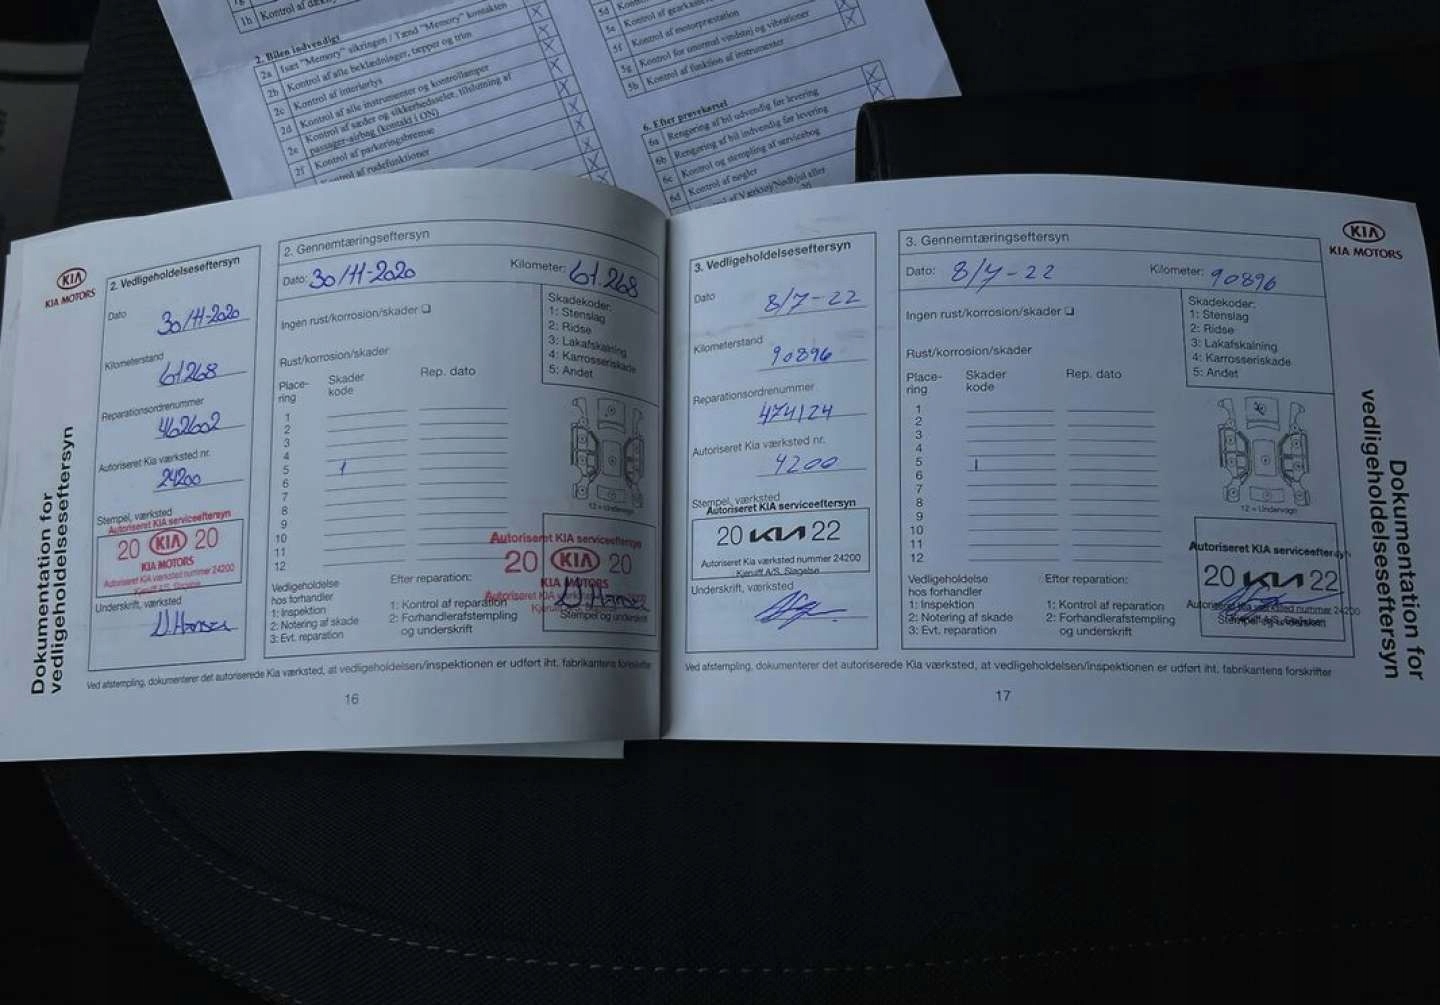 1h Kontrol af
2. Bilen indvendigt
2a Isæt "Memory" sikringen / Tænd "Memory" kontakten
2b Kontrol af alle beklædninger, tæpper og trim
2c Kontrol af interiørlys
2d Kontrol af alle instrumenter og kontrollamper
2e Kontrol af sæder og sikkerhedsseler, tilslutning af
passager-airbag (kontakt i ON)
2f Kontrol af parkeringsbremse
rudefunktioner
5d
5e Kontrol af motorpræstation
5f Kontrol for unormal vindstøj og vibrationer
5g Kontrol af funktion af instrumenter
5h
6. Efter prøvekørsel
6a Rengøring af bil udvendig før levering
6b Rengøring af bil indvendig før levering
6c Kontrol og stempling af servicebog
6d Kontrol af nøgler
af Værktøj/Nødhjul eller
KIA
KIA MOTORS
Dokumentation for
vedligeholdelseseftersyn
2. Vedligeholdelseseftersyn
Dato 30/11-2020
Kilometerstand
61268
Reparationsordrenummer
462602
Autoriseret Kia værksted nr.
24200
Stempel, værksted
Autoriseret KIA serviceeftersyn
20 KIA 20
KIA MOTORS
Autoriseret KIA værksted nummer 24200
Kjeruff A/S, Slagelse
Underskrift, værksted
2. Gennemtæringseftersyn
Dato: 30/11-2020 Kilometer: 61.268
Ingen rust/korrosion/skader ❏
Rust/korrosion/skader
Place-
ring Skader
kode Rep. dato
1
2
3
4
5 1
6
7
8
9
10
11
12
Skadekoder:
1: Stenslag
2: Ridse
3: Lakafskalning
4: Karrosseriskade
5: Andet
12 = Undervogn
Autoriseret KIA serviceeftersyn
20 KIA 20
KIA MOTORS
Vedligeholdelse
hos forhandler
1: Inspektion
2: Notering af skade
3: Evt. reparation
Efter reparation:
1: Kontrol af reparation
2: Forhandlerafstempling
og underskrift
Stempel og underskrift
Ved afstempling, dokumenterer det autoriserede Kia værksted, at vedligeholdelsen/inspektionen er udført iht. fabrikantens forskrifter
16
3. Vedligeholdelseseftersyn
Dato
8/7-22
Kilometerstand
90896
Reparationsordrenummer
474124
Autoriseret Kia værksted nr.
4200
Stempel, værksted
Autoriseret KIA serviceeftersyn
20 KIA 22
Autoriseret KIA værksted nummer 24200
Kjeruff A/S, Slagelse
Underskrift, værksted
3. Gennemtæringseftersyn
Dato: 8/7-22 Kilometer: 90896
Ingen rust/korrosion/skader ❏
Rust/korrosion/skader
Place-
ring Skader
kode Rep. dato
1
2
3
4
5 1
6
7
8
9
10
11
12
Skadekoder:
1: Stenslag
2: Ridse
3: Lakafskalning
4: Karrosseriskade
5: Andet
12 = Undervogn
Autoriseret KIA serviceeftersyn
20 KIA 22
Stempel og underskrift
Vedligeholdelse
hos forhandler
1: Inspektion
2: Notering af skade
3: Evt. reparation
Efter reparation:
1: Kontrol af reparation
2: Forhandlerafstempling
og underskrift
Ved afstempling, dokumenterer det autoriserede Kia værksted, at vedligeholdelsen/inspektionen er udført iht. fabrikantens forskrifter
17
KIA
KIA MOTORS
Dokumentation for
vedligeholdelseseftersyn